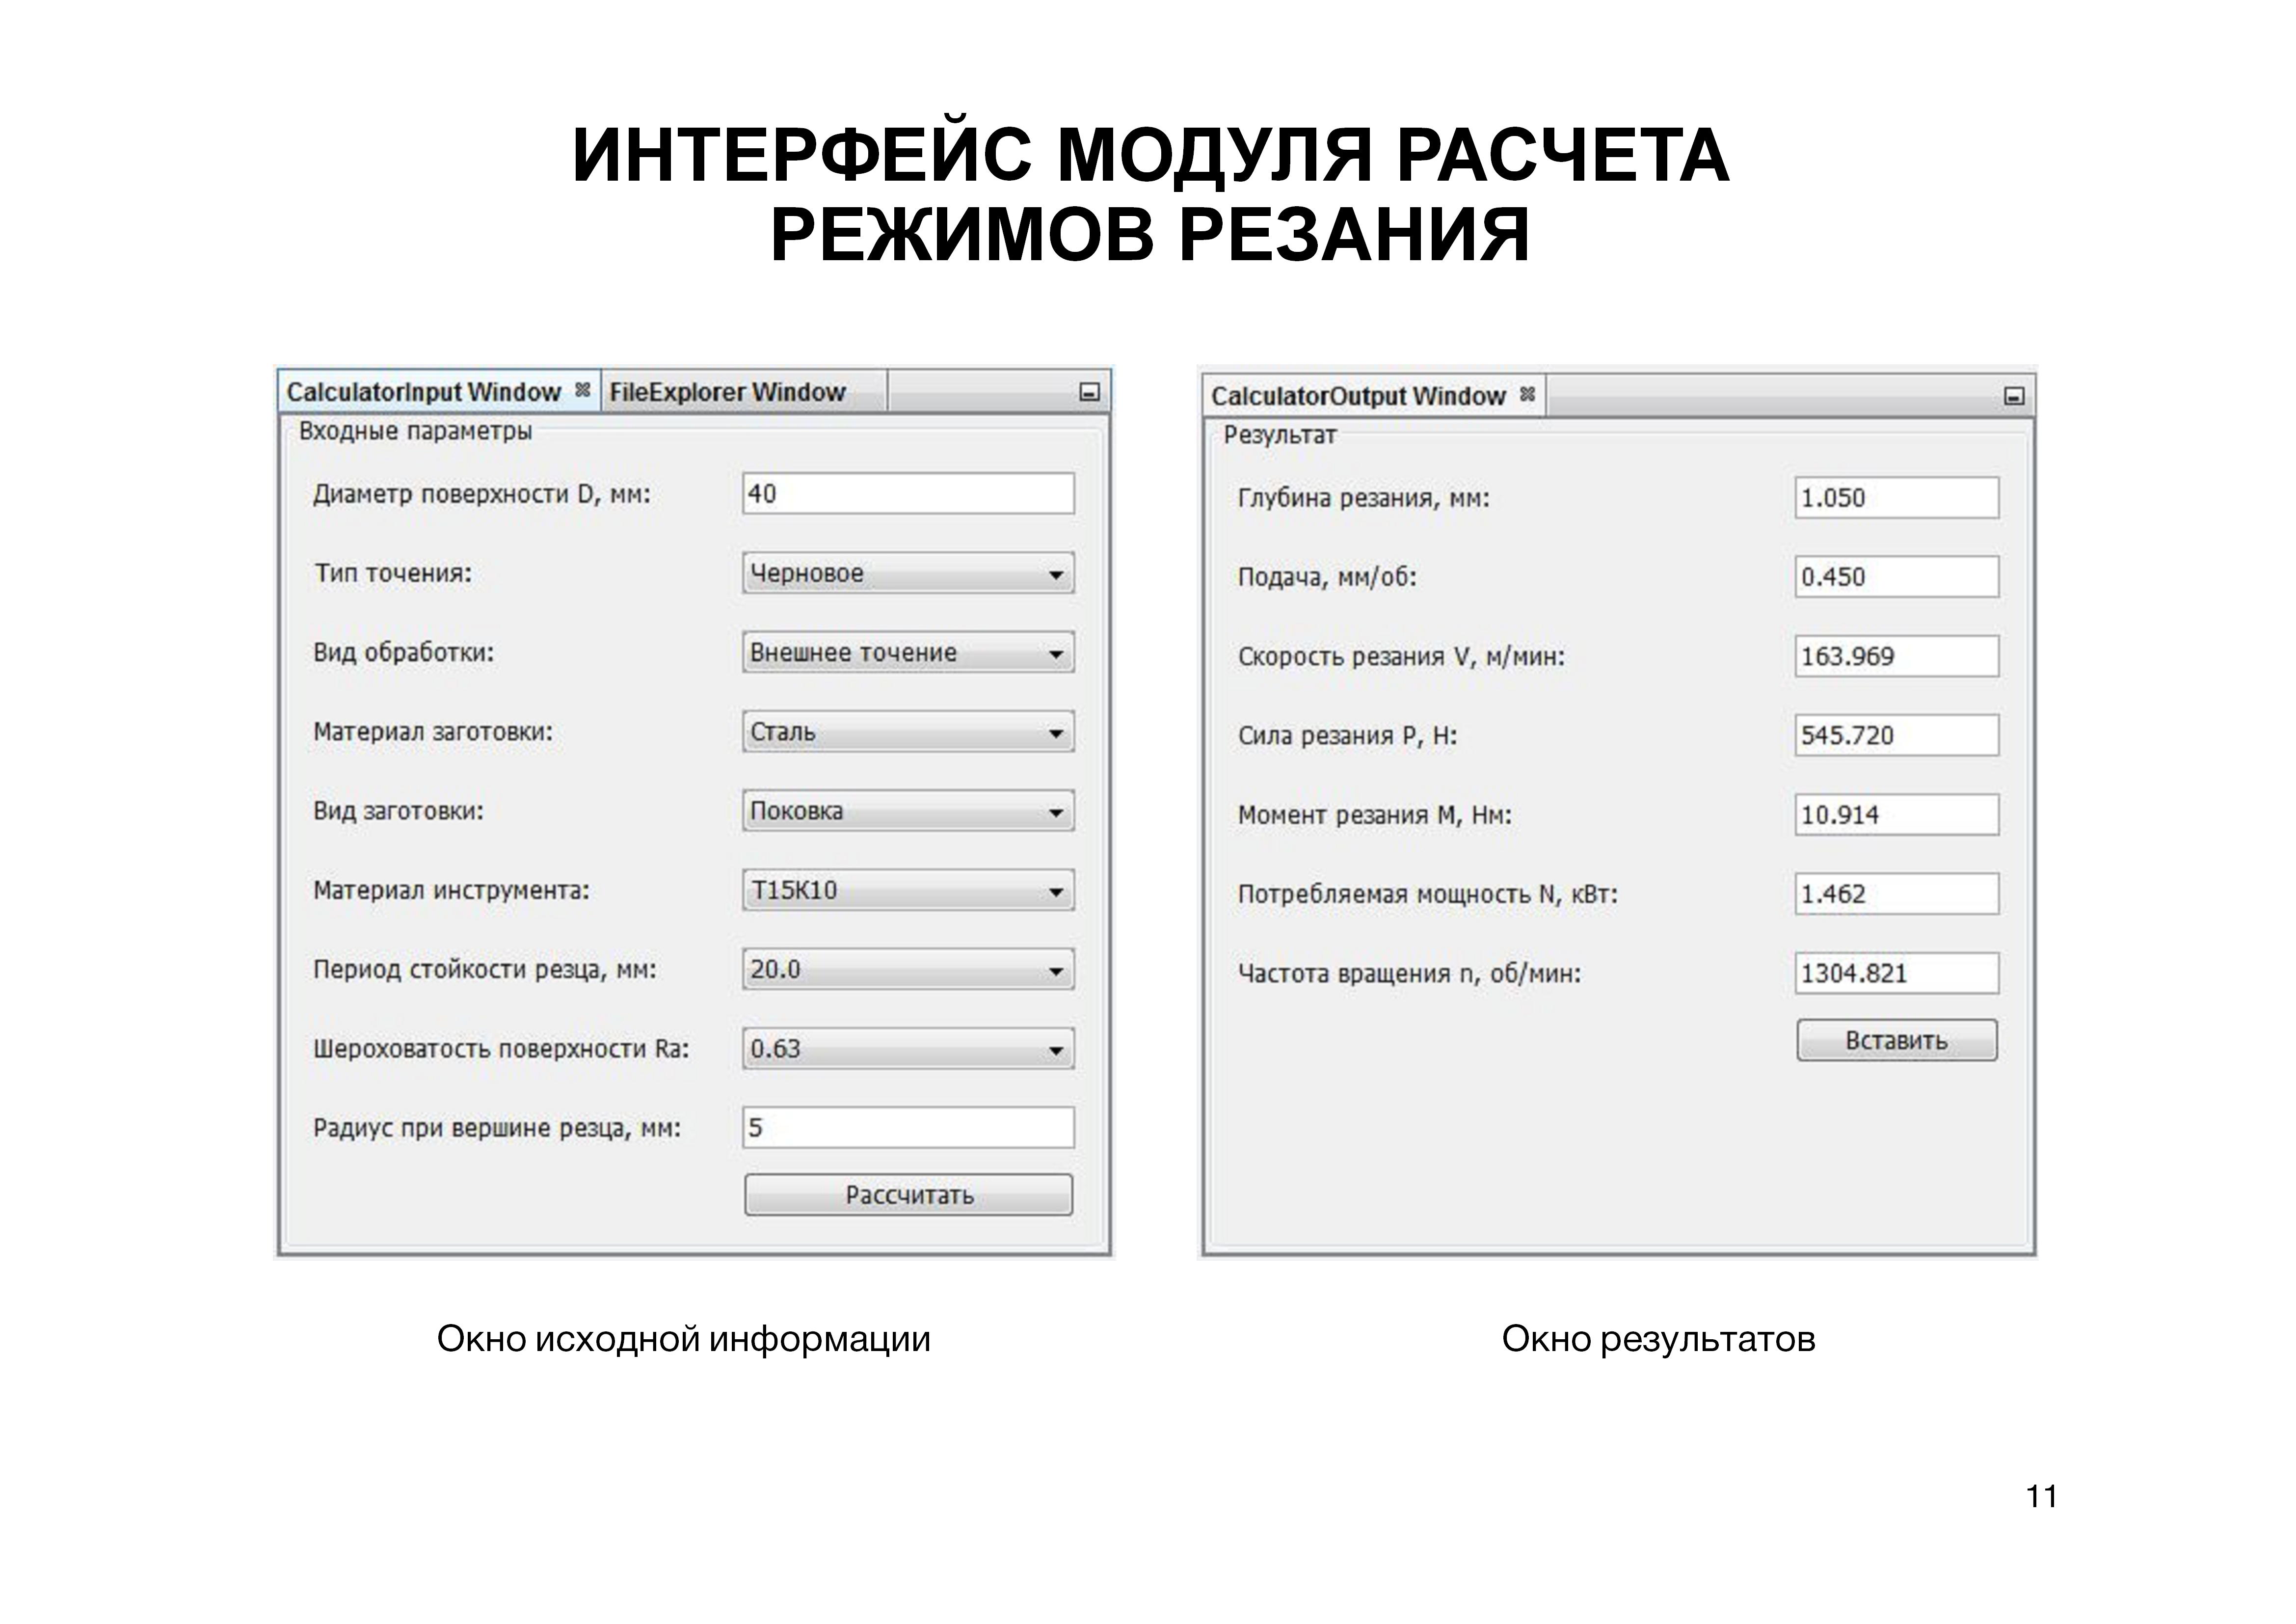 ИНТЕРФЕЙС МОДУЛЯ РАСЧЕТА
РЕЖИМОВ РЕЗАНИЯ
CalculatorInput Window
FileExplorer Window
Входные параметры
Диаметр поверхности D, мм: 40
Тип точения: Черновое
Вид обработки: Внешнее точение
Материал заготовки: Сталь
Вид заготовки: Поковка
Материал инструмента: Т15К10
Период стойкости резца, мм: 20.0
Шероховатость поверхности Ra: 0.63
Радиус при вершине резца, мм: 5
Рассчитать
CalculatorOutput Window
Результат
Глубина резания, мм: 1.050
Подача, мм/об: 0.450
Скорость резания V, м/мин: 163.969
Сила резания P, Н: 545.720
Момент резания М, Нм: 10.914
Потребляемая мощность N, кВт: 1.462
Частота вращения n, об/мин: 1304.821
Вставить
Окно исходной информации
Окно результатов
11